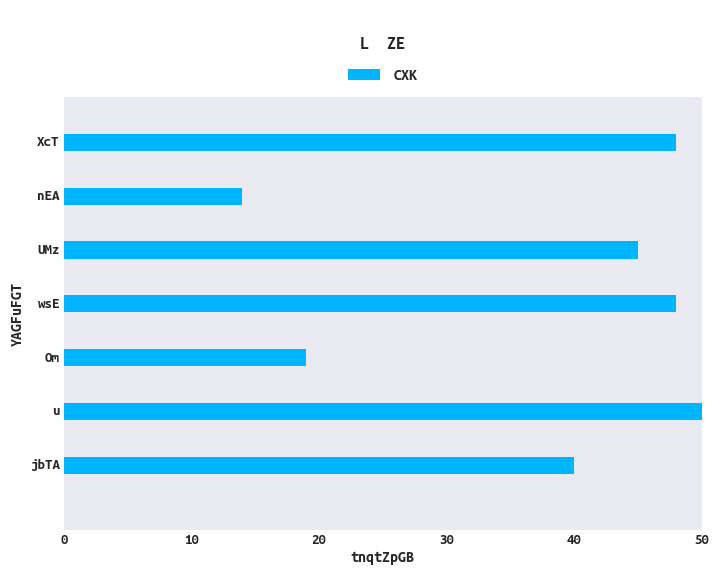 L  ZE
CXK
XcT
nEA
UMz
wsE
Om
u
jbTA
YAGFuFGT
0 10 20 30 40 50
tnqtZpGB